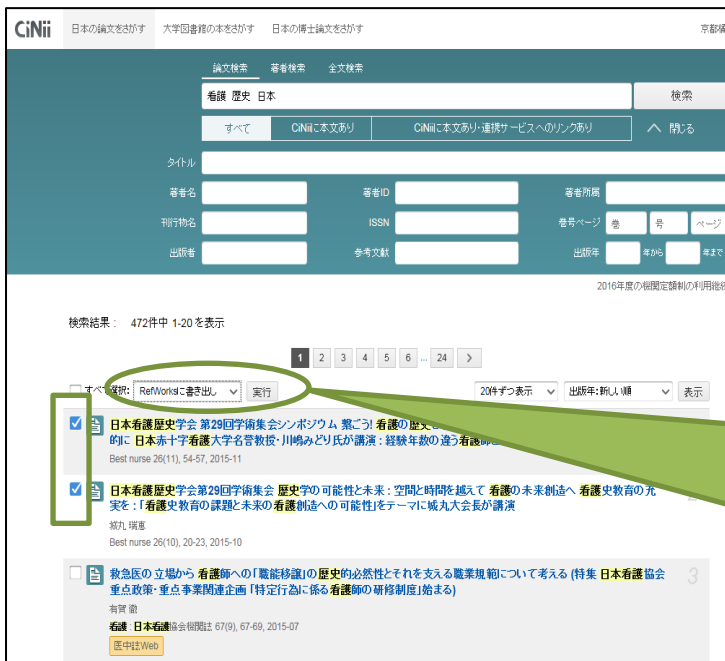 CiNii 日本の論文をさがす 大学図書館の本をさがす 日本の博士論文をさがす 京都橘
論文検索 著者検索 全文検索
看護 歴史 日本 検索
すべて CiNiiに本文あり CiNiiに本文あり・連携サービスへのリンクあり 閉じる
タイトル
著者名 著者ID 著者所属
刊行物名 ISSN 巻号ページ 巻 号 ページ
出版者 参考文献 出版年 年から 年まで
2016年度の機関定額制の利用継続
検索結果： 472件中 1-20 を表示
1 2 3 4 5 6 ... 24 >
すべて選択: RefWorksに書き出し 実行 20件ずつ表示 出版年:新しい順 表示
日本看護歴史学会 第29回学術集会シンポジウム 繋ごう! 看護の歴史
的に 日本赤十字看護大学名誉教授・川嶋みどり氏が講演 : 経験年数の違う看護師
Best nurse 26(11), 54-57, 2015-11
日本看護歴史学会第29回学術集会 歴史学の可能性と未来 : 空間と時間を越えて 看護の未来創造へ 看護史教育の充
実を : 「看護史教育の課題と未来の看護創造への可能性」をテーマに城丸大会長が講演
城丸 瑞恵
Best nurse 26(10), 20-23, 2015-10
救急医の立場から 看護師への「職能移譲」の歴史的必然性とそれを支える職業規範について考える (特集 日本看護協会 3
重点政策・重点事業関連企画 「特定行為に係る看護師の研修制度」始まる)
有賀 徹
看護 : 日本看護協会機関誌 67(9), 67-69, 2015-07
医中誌Web